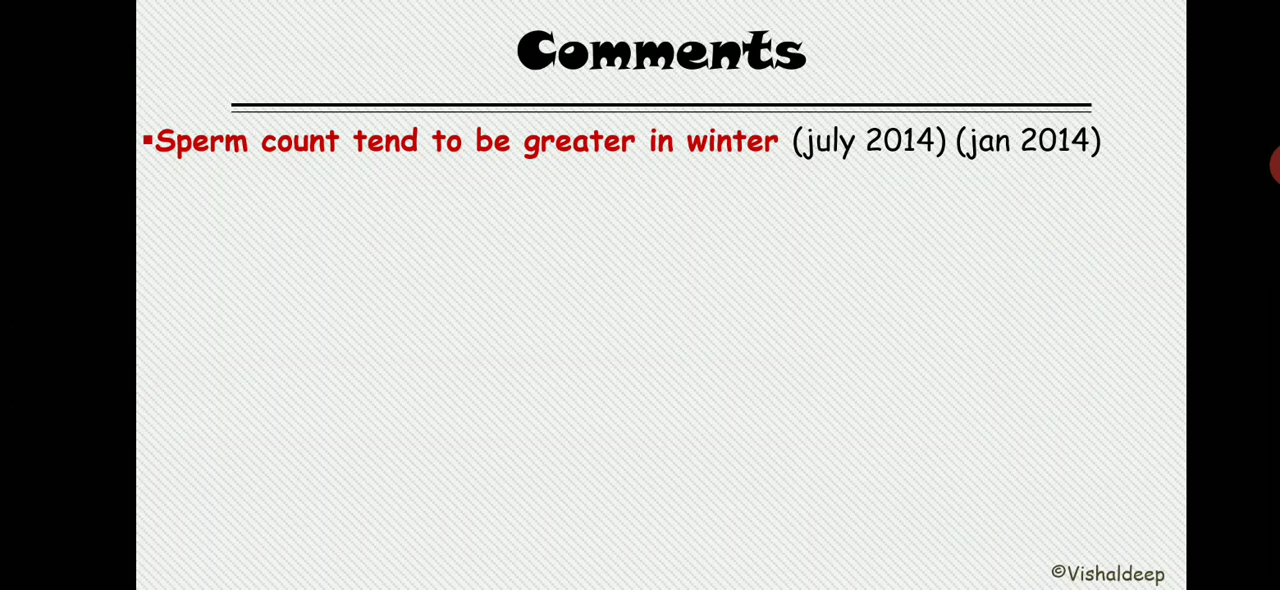 Comments
▪Sperm count tend to be greater in winter (july 2014) (jan 2014)
©Vishaldeep